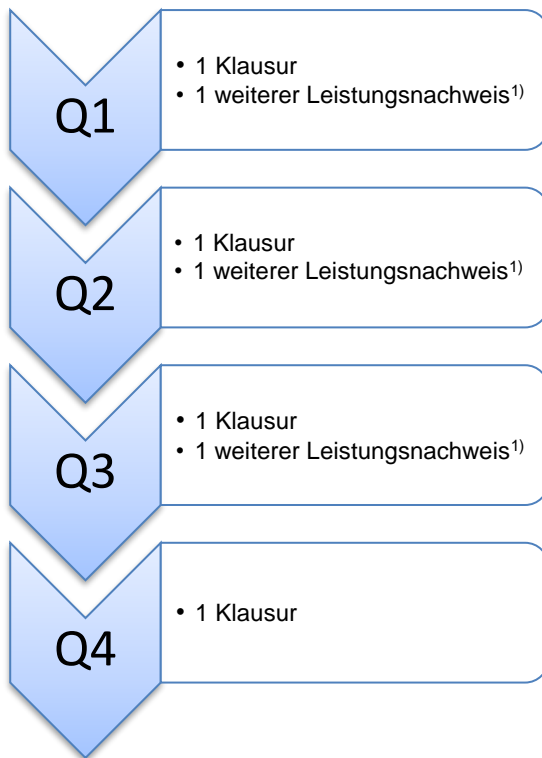 Q1
• 1 Klausur
• 1 weiterer Leistungsnachweis1)
Q2
• 1 Klausur
• 1 weiterer Leistungsnachweis1)
Q3
• 1 Klausur
• 1 weiterer Leistungsnachweis1)
Q4
• 1 Klausur